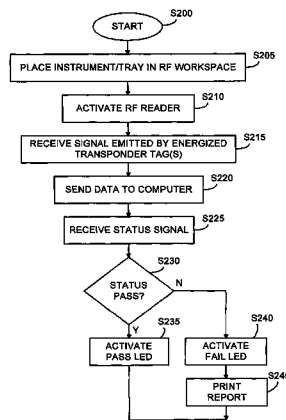 S200
START
S205
PLACE INSTRUMENT/TRAY IN RF WORKSPACE
S210
ACTIVATE RF READER
S215
RECEIVE SIGNAL EMITTED BY ENERGIZED
TRANSPONDER TAG(S)
S220
SEND DATA TO COMPUTER
S225
RECEIVE STATUS SIGNAL
S230
STATUS
PASS?
N
Y
S235
ACTIVATE
PASS LED
S240
ACTIVATE
FAIL LED
S245
PRINT
REPORT